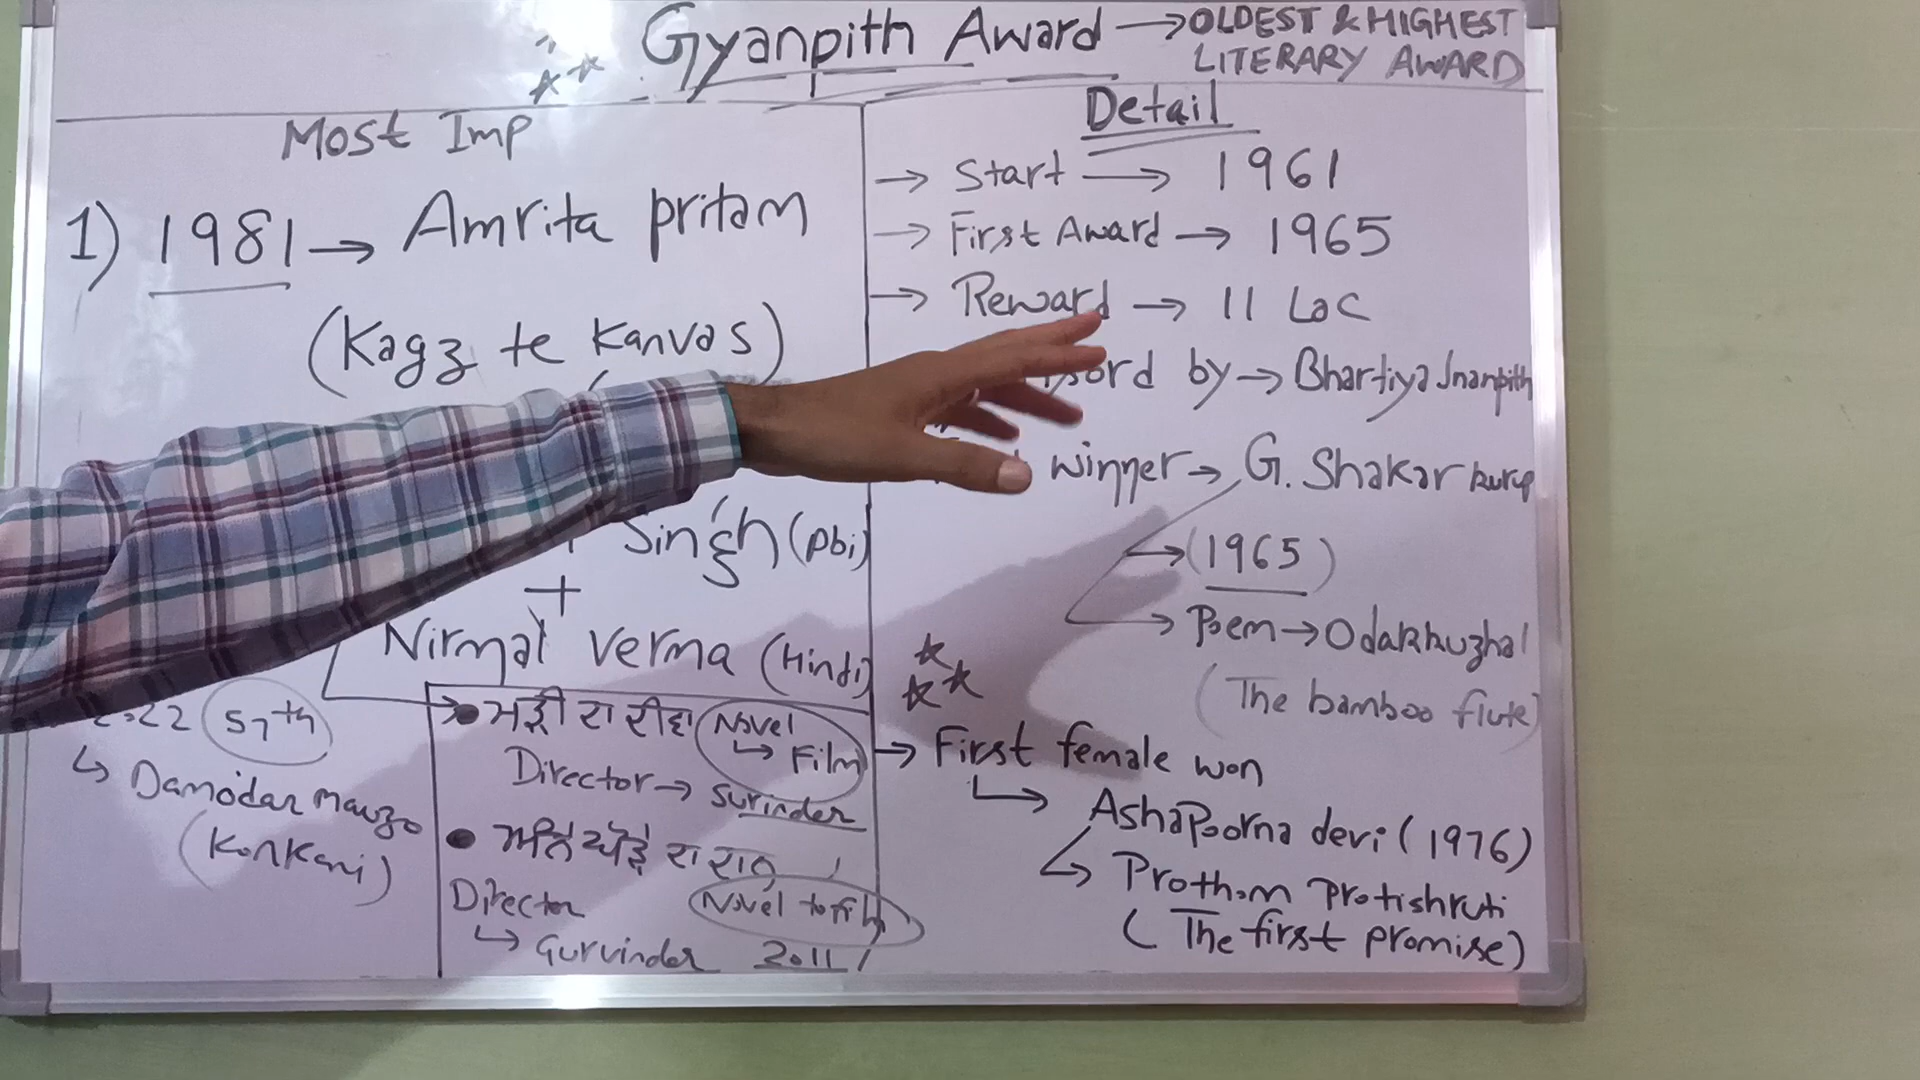 Gyanpith Award → OLDEST & HIGHEST
LITERARY AWARD
Most Imp
1) 1981 → Amrita pritam
(Kagz te Kanvas)
Singh (Pbi)
+
Nirmal verma (Hindi)
57th
↳ Damodar Mauzo
(Konkani)
ਮੜੀ ਦਾ ਦੀਵਾ (Novel
↳ Film
Director → Surinder
ਅੰਨੇ ਘੋੜੇ ਦਾ ਦਾਨ
Director Novel to film
↳ Gurvinder 2011
Detail
→ Start → 1961
→ First Award → 1965
→ Reward → 11 Lac
by → Bhartiya Jnanpith
winner → G. Shakar kurup
→ (1965)
→ Poem → Odakkuzhal
(The bamboo flute)
→ First female won
↳ AshaPoorna devi (1976)
↳ Prothom Protishruti
(The first promise)